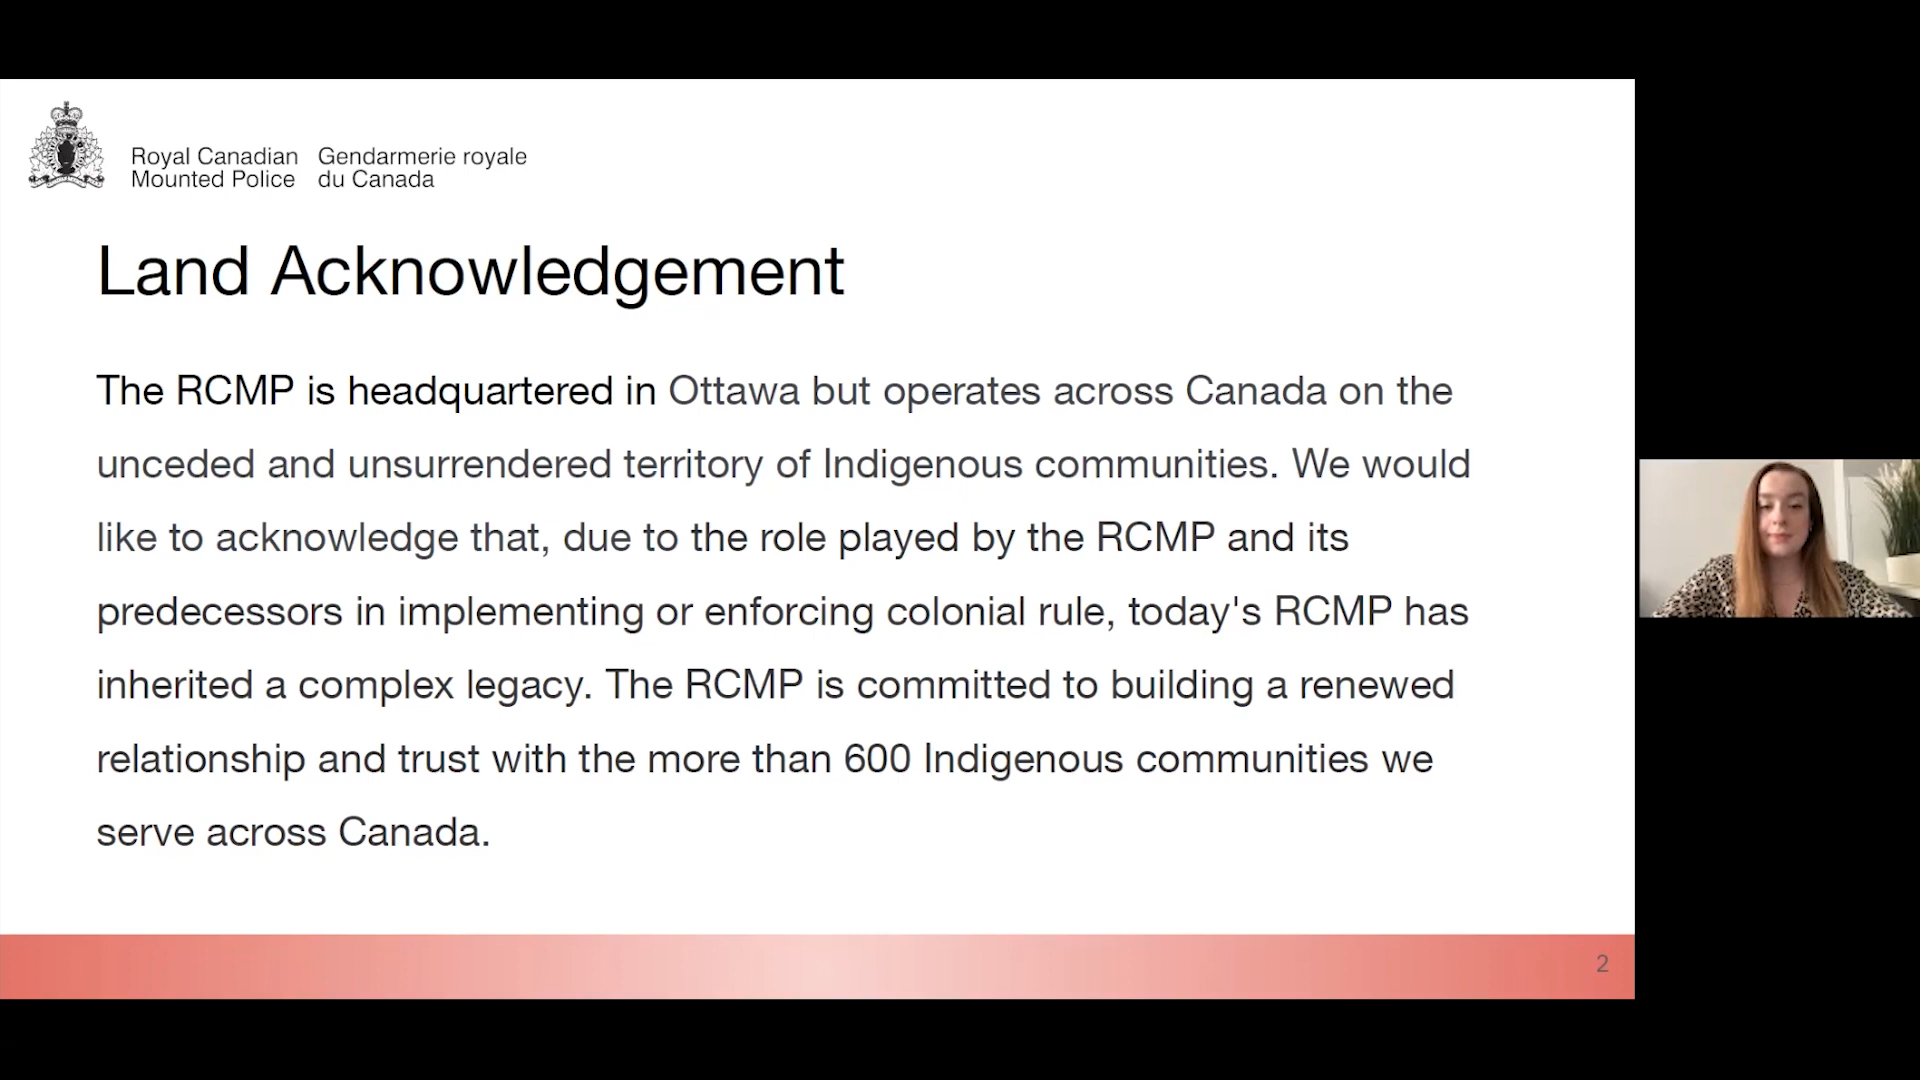 Royal Canadian Gendarmerie royale
Mounted Police du Canada
Land Acknowledgement
The RCMP is headquartered in Ottawa but operates across Canada on the
unceded and unsurrendered territory of Indigenous communities. We would
like to acknowledge that, due to the role played by the RCMP and its
predecessors in implementing or enforcing colonial rule, today's RCMP has
inherited a complex legacy. The RCMP is committed to building a renewed
relationship and trust with the more than 600 Indigenous communities we
serve across Canada.
2